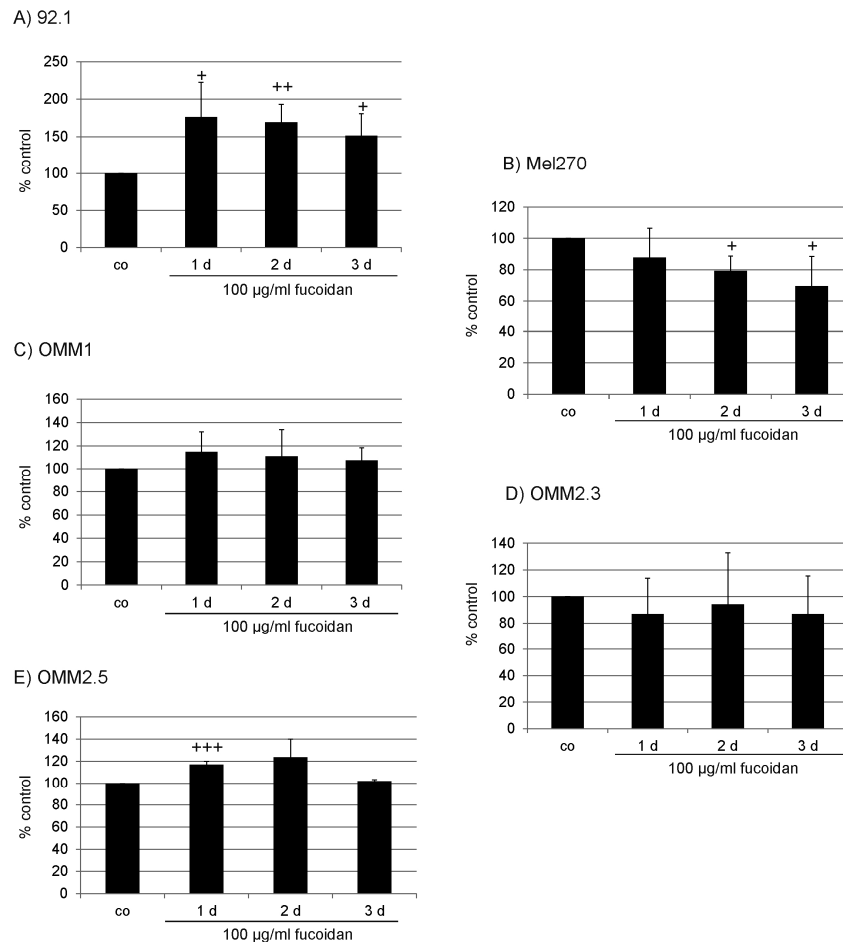 A) 92.1
250
200
150
100
50
0
% control
+
++
+
co 1 d 2 d 3 d
100 µg/ml fucoidan
B) Mel270
120
100
80
60
40
20
0
% control
+
+
co 1 d 2 d 3 d
100 µg/ml fucoidan
C) OMM1
160
140
120
100
80
60
40
20
0
% control
co 1 d 2 d 3 d
100 µg/ml fucoidan
D) OMM2.3
140
120
100
80
60
40
20
0
% control
co 1 d 2 d 3 d
100 µg/ml fucoidan
E) OMM2.5
160
140
120
100
80
60
40
20
0
% control
+++
co 1 d 2 d 3 d
100 µg/ml fucoidan